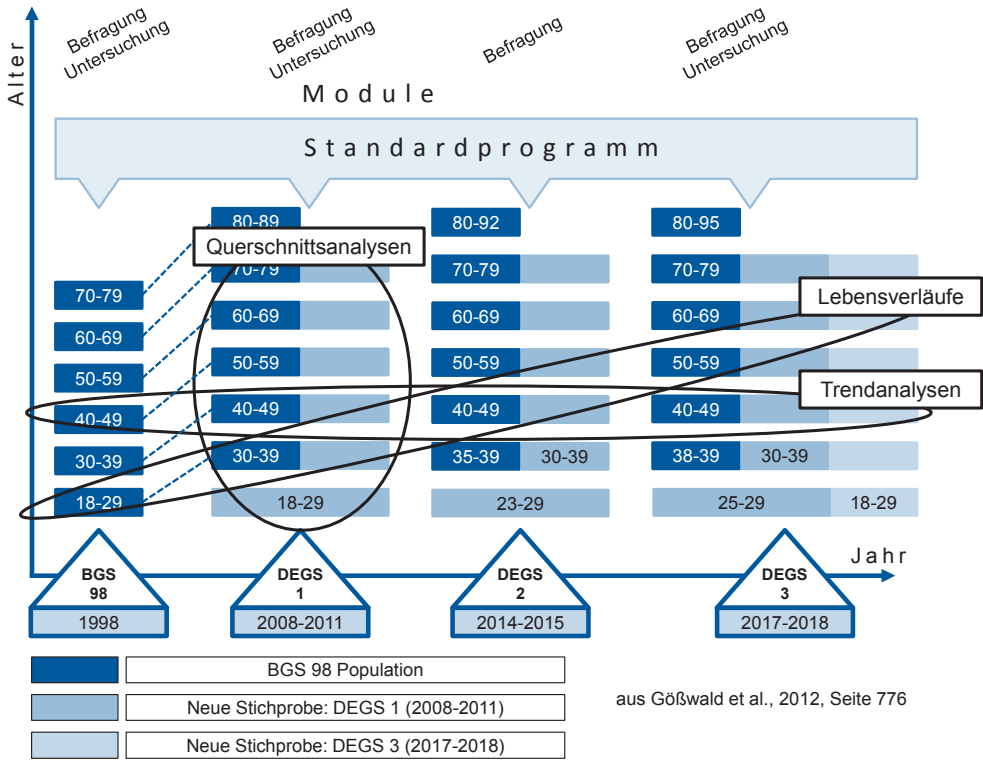 Alter
Befragung
Untersuchung
Befragung
Untersuchung
Befragung
Befragung
Untersuchung
Module
Standardprogramm
80-89
80-92
80-95
Querschnittsanalysen
70-79
70-79
70-79
70-79
Lebensverläufe
60-69
60-69
60-69
60-69
50-59
50-59
50-59
50-59
Trendanalysen
40-49
40-49
40-49
40-49
30-39
30-39
35-39
30-39
38-39
30-39
18-29
18-29
23-29
25-29
18-29
Jahr
BGS
98
DEGS
1
DEGS
2
DEGS
3
1998
2008-2011
2014-2015
2017-2018
BGS 98 Population
Neue Stichprobe: DEGS 1 (2008-2011)
Neue Stichprobe: DEGS 3 (2017-2018)
aus Gößwald et al., 2012, Seite 776